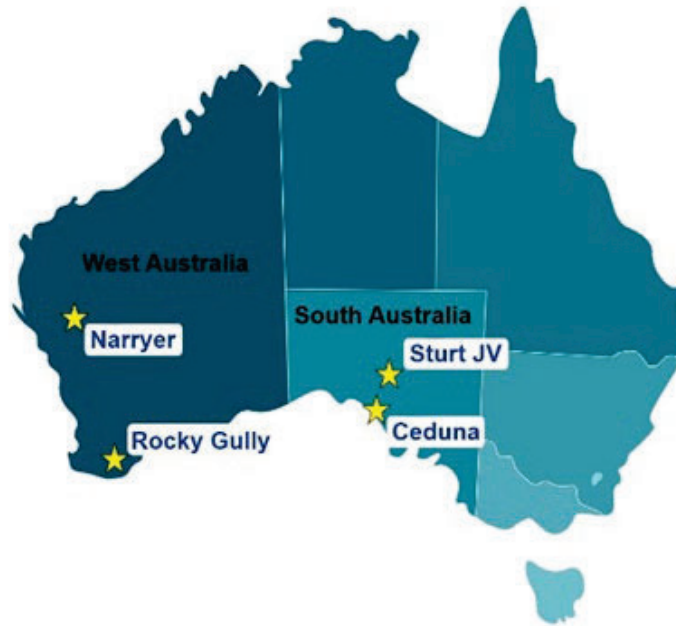 West Australia
Narryer
South Australia
Sturt JV
Ceduna
Rocky Gully